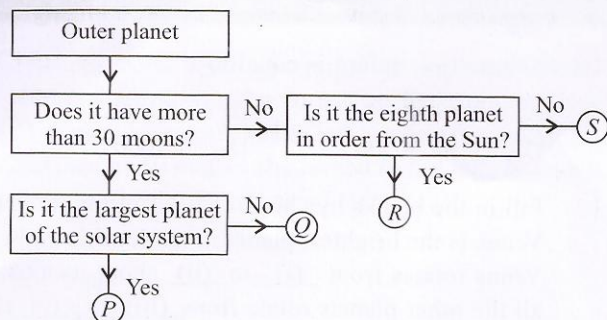 Outer planet
Does it have more
than 30 moons?
No
Is it the eighth planet
in order from the Sun?
No
S
Yes
Yes
R
Is it the largest planet
of the solar system?
No
Q
Yes
P